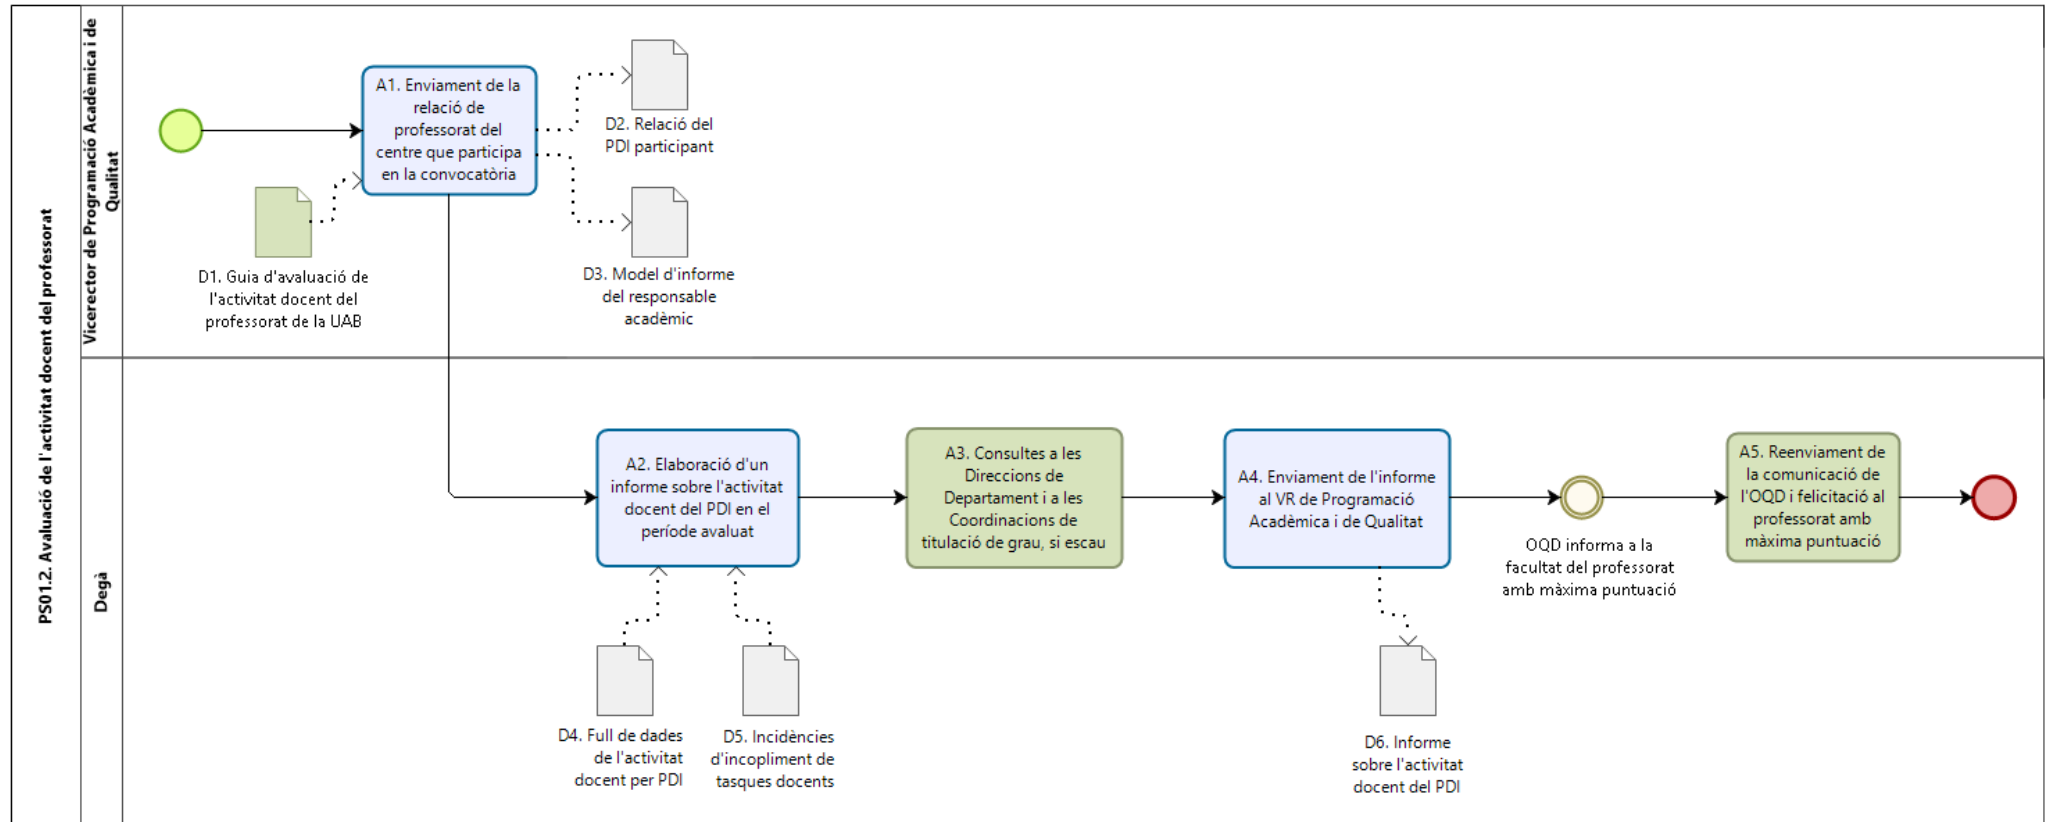 PS01.2. Avaluació de l'activitat docent del professorat
Vicerector de Programació Acadèmica i de
Qualitat
A1. Enviament de la
relació de
professorat del
centre que participa
en la convocatòria
D2. Relació del
PDI participant
D1. Guia d'avaluació de
l'activitat docent del
professorat de la UAB
D3. Model d'informe
del responsable
acadèmic
Degà
A2. Elaboració d'un
informe sobre l'activitat
docent del PDI en el
període avaluat
A3. Consultes a les
Direccions de
Departament i a les
Coordinacions de
titulació de grau, si escau
A4. Enviament de l'informe
al VR de Programació
Acadèmica i de Qualitat
OQD informa a la
facultat del professorat
amb màxima puntuació
A5. Reenviament de
la comunicació de
l'OQD i felicitació al
professorat amb
màxima puntuació
D4. Full de dades
de l'activitat
docent per PDI
D5. Incidències
d'incopliment de
tasques docents
D6. Informe
sobre l'activitat
docent del PDI